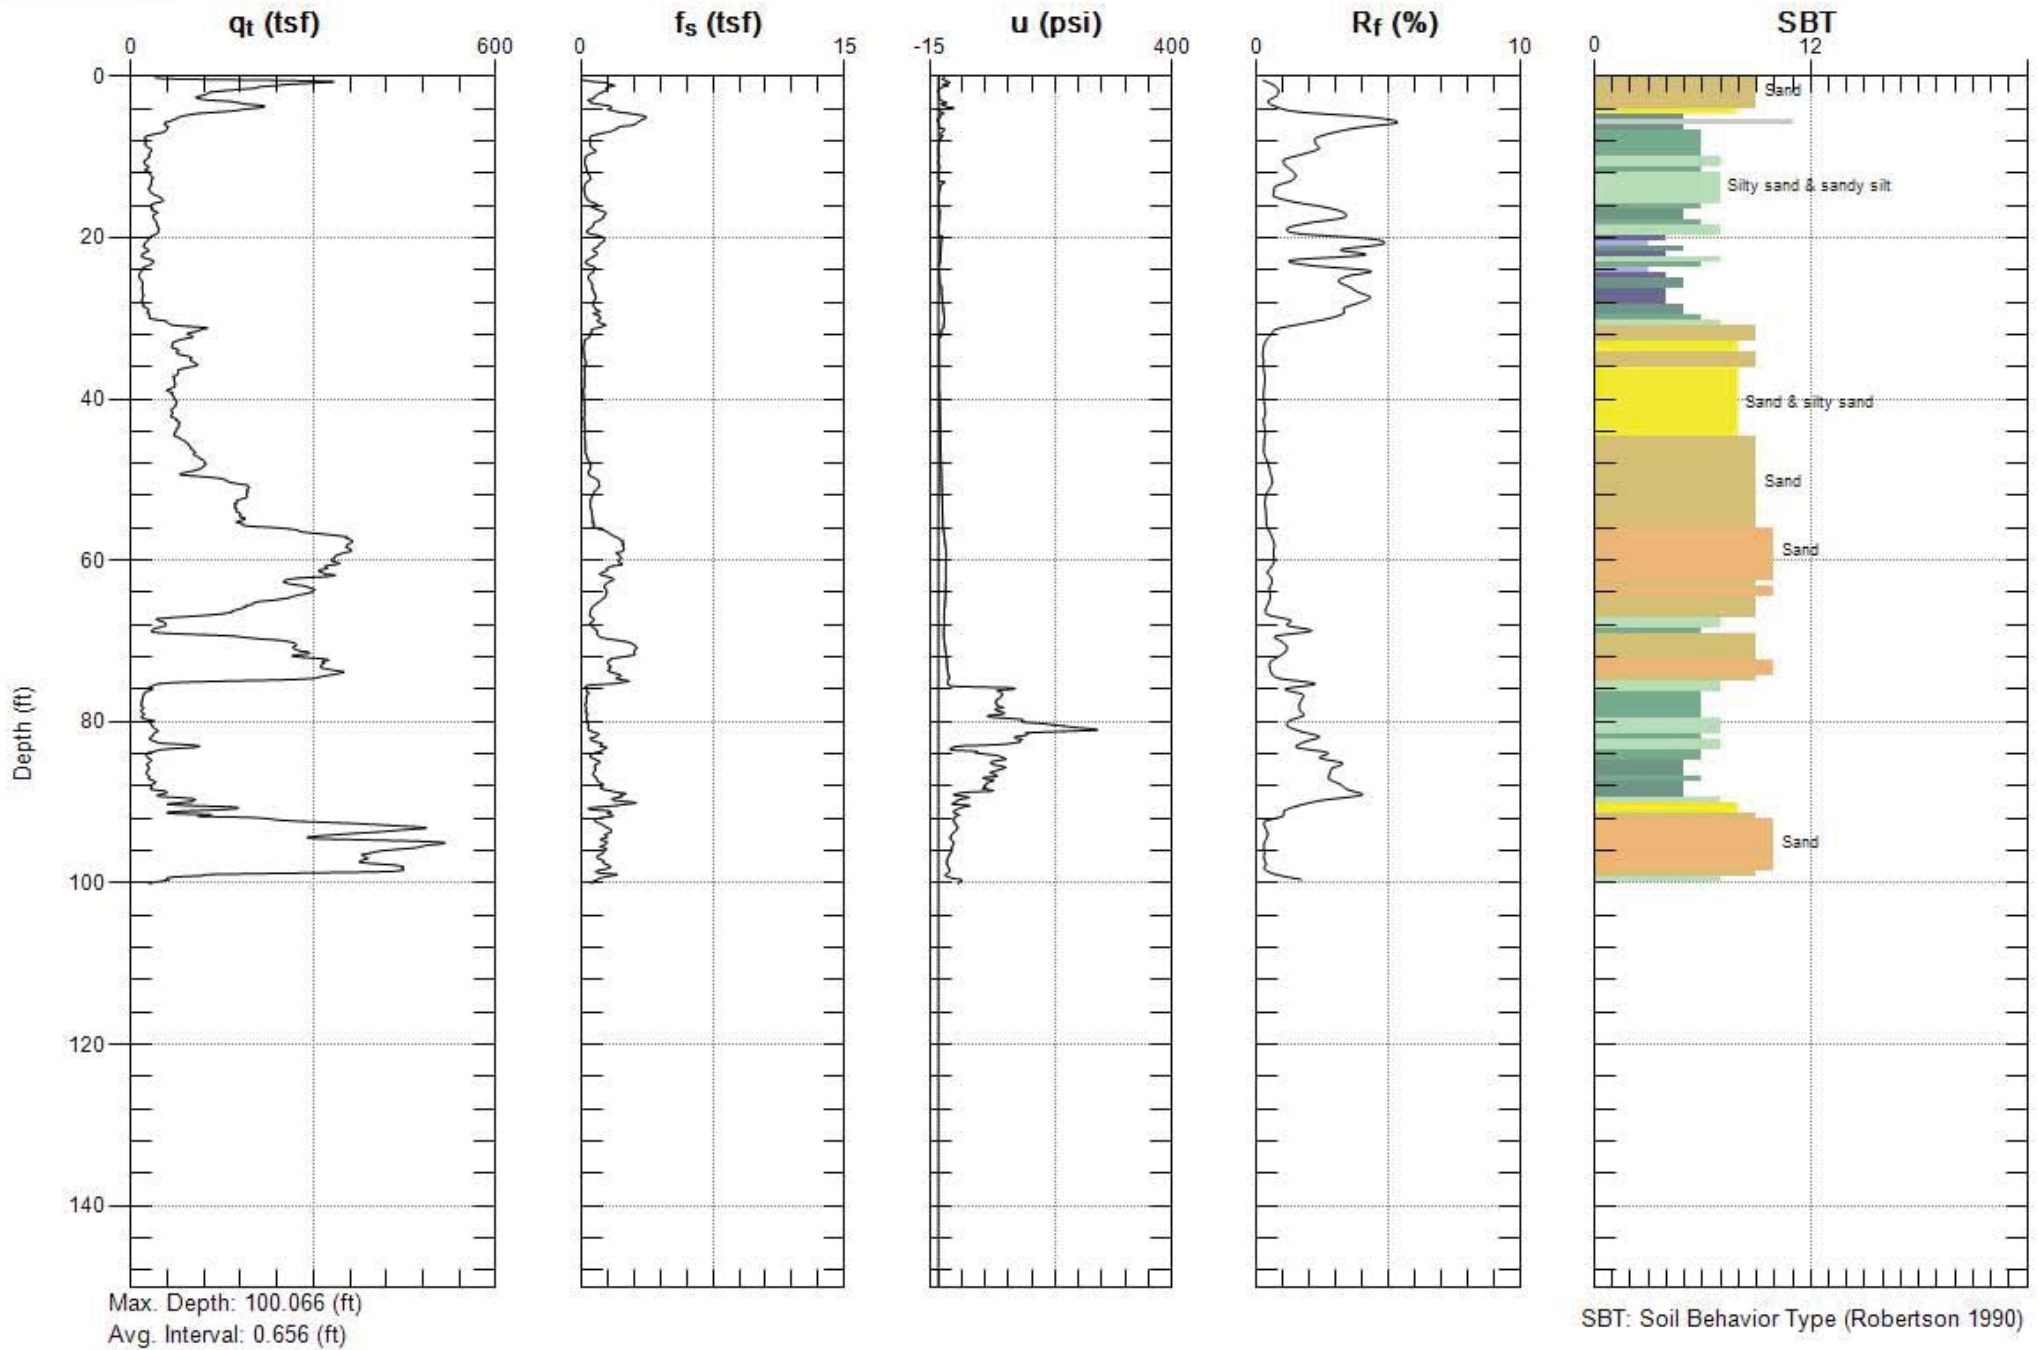 qt (tsf)
fs (tsf)
u (psi)
Rf (%)
SBT
0 600
0 15
-15 400
0 10
0 12
0
20
40
60
80
100
120
140
Depth (ft)
Sand
Silty sand & sandy silt
Sand & silty sand
Sand
Sand
Sand
Max. Depth: 100.066 (ft)
Avg. Interval: 0.656 (ft)
SBT: Soil Behavior Type (Robertson 1990)